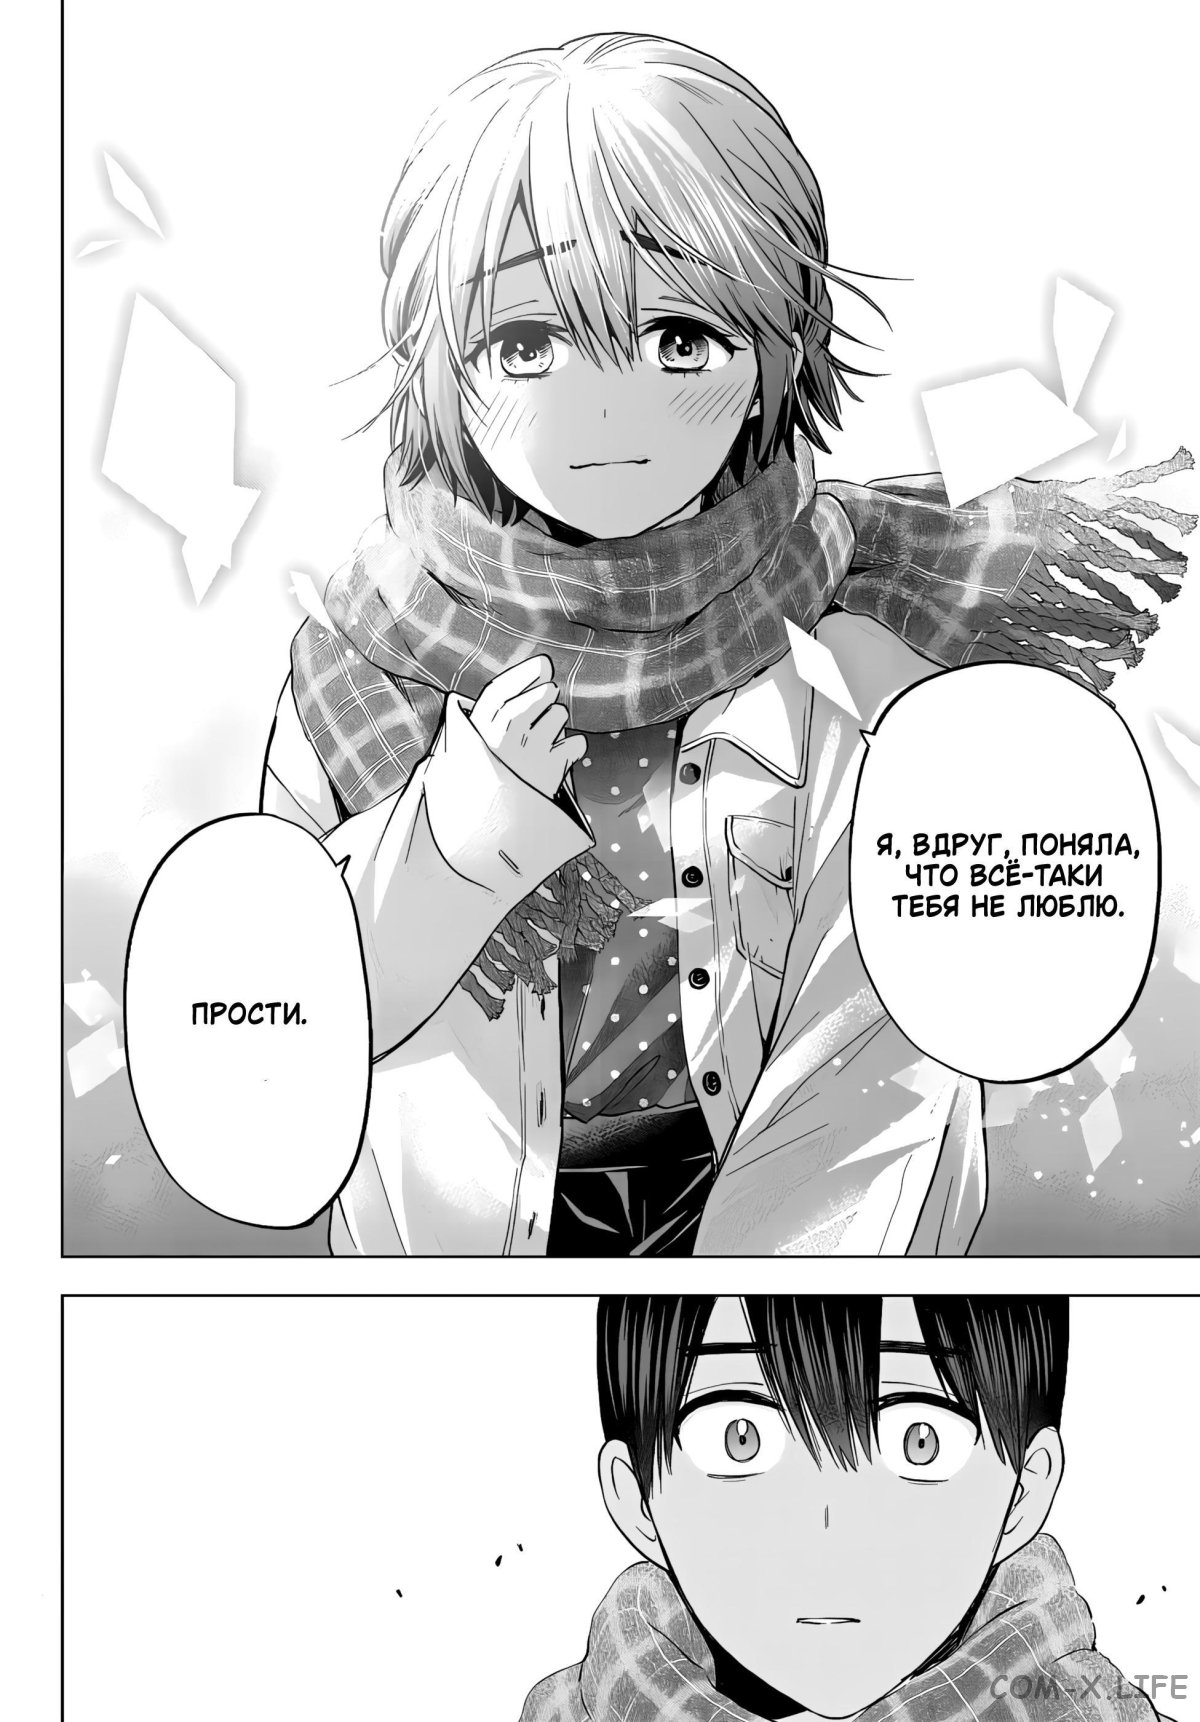 Я, ВДРУГ, ПОНЯЛА,
ЧТО ВСЁ-ТАКИ
ТЕБЯ НЕ ЛЮБЛЮ.
ПРОСТИ.
COM-X.LIFE